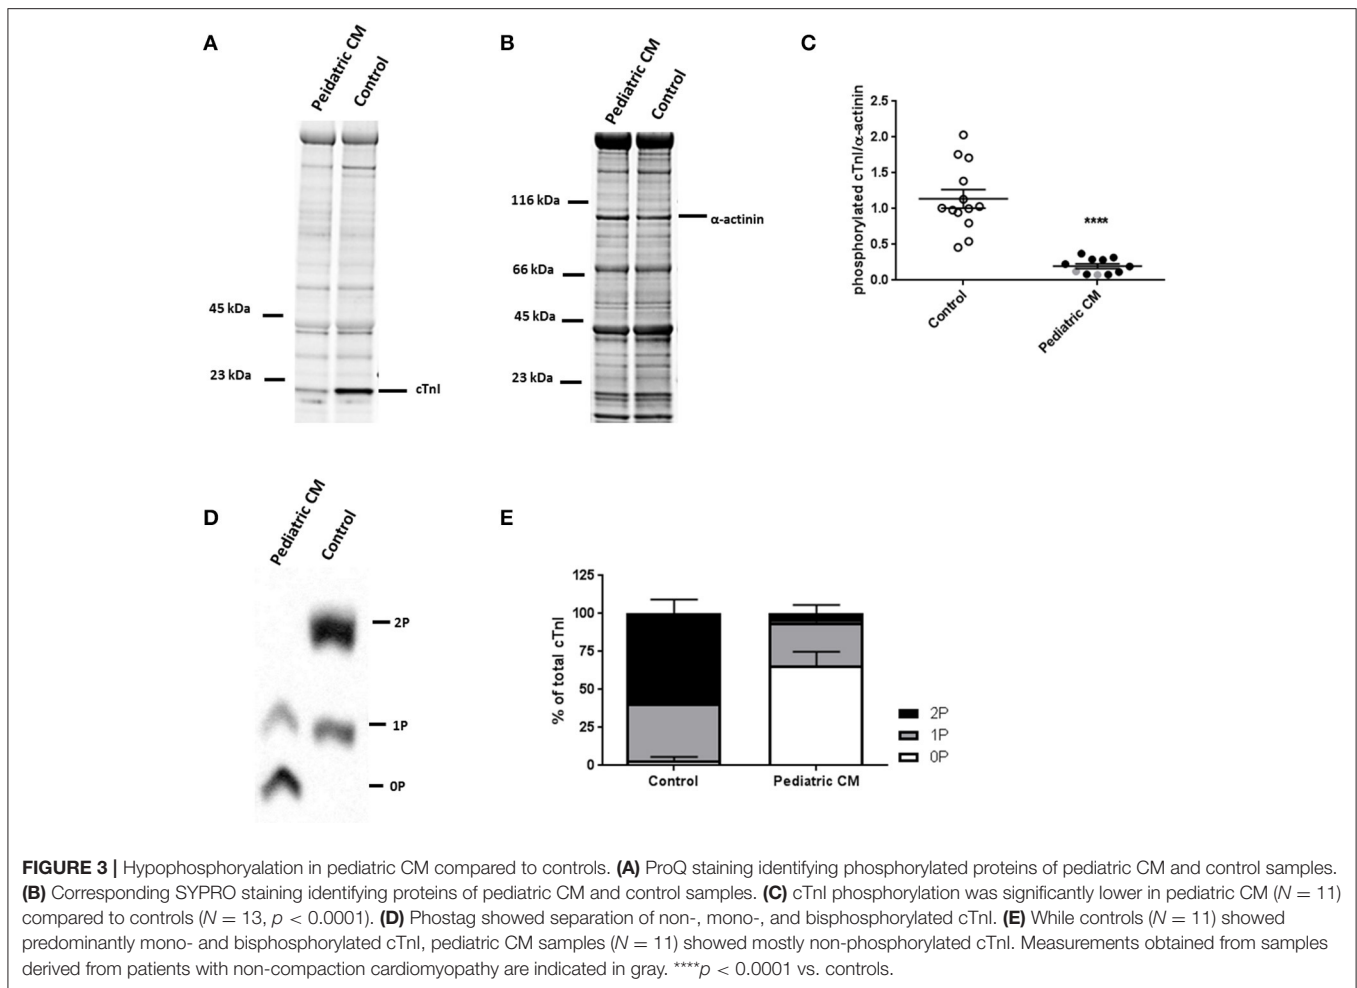 A
Peidatric CM
Control
45 kDa
23 kDa
cTnI
B
Pediatric CM
Control
116 kDa
66 kDa
45 kDa
23 kDa
α-actinin
C
phosphorylated cTnI/α-actinin
2.5
2.0
1.5
1.0
0.5
0.0
****
Control
Pediatric CM
D
Pediatric CM
Control
2P
1P
0P
E
% of total cTnI
125
100
75
50
25
0
Control
Pediatric CM
2P
1P
0P
FIGURE 3 | Hypophosphoryalation in pediatric CM compared to controls. (A) ProQ staining identifying phosphorylated proteins of pediatric CM and control samples.
(B) Corresponding SYPRO staining identifying proteins of pediatric CM and control samples. (C) cTnI phosphorylation was significantly lower in pediatric CM (N = 11)
compared to controls (N = 13, p < 0.0001). (D) Phostag showed separation of non-, mono-, and bisphosphorylated cTnI. (E) While controls (N = 11) showed
predominantly mono- and bisphosphorylated cTnI, pediatric CM samples (N = 11) showed mostly non-phosphorylated cTnI. Measurements obtained from samples
derived from patients with non-compaction cardiomyopathy are indicated in gray. ****p < 0.0001 vs. controls.